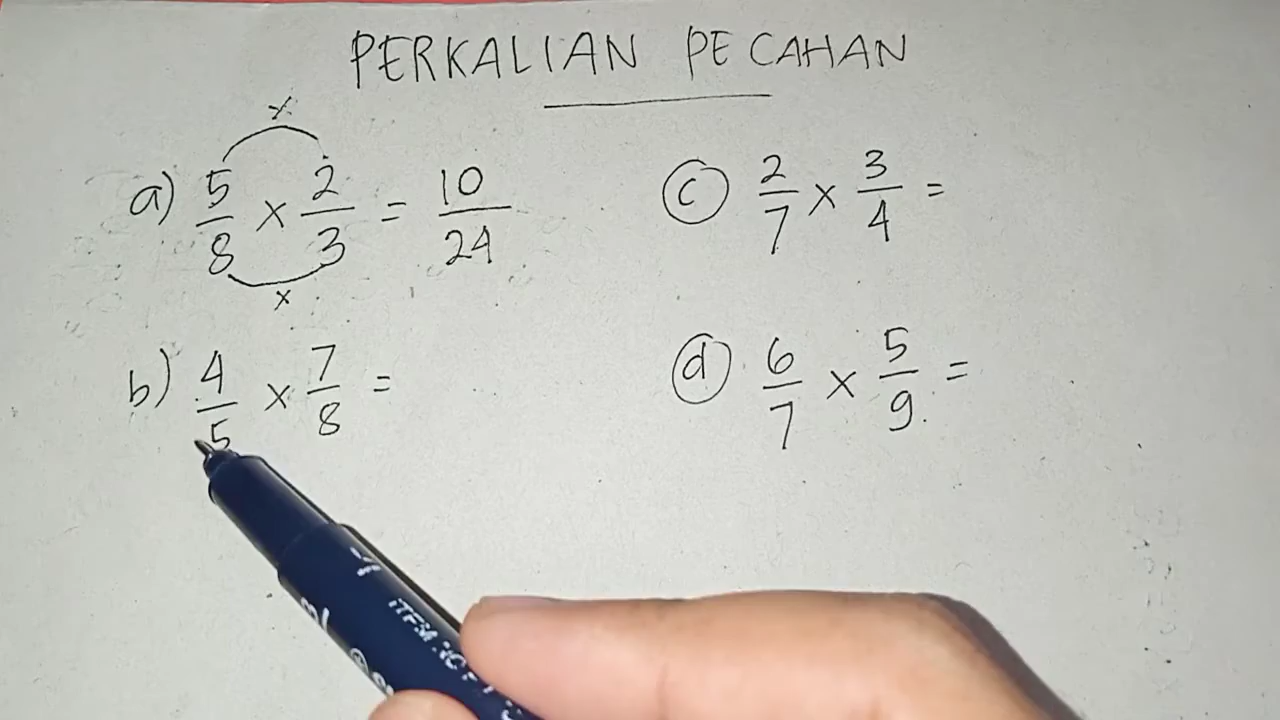 PERKALIAN PECAHAN
a) 5/8 x 2/3 = 10/24
x
x
b) 4/5 x 7/8 =
c) 2/7 x 3/4 =
d) 6/7 x 5/9 =